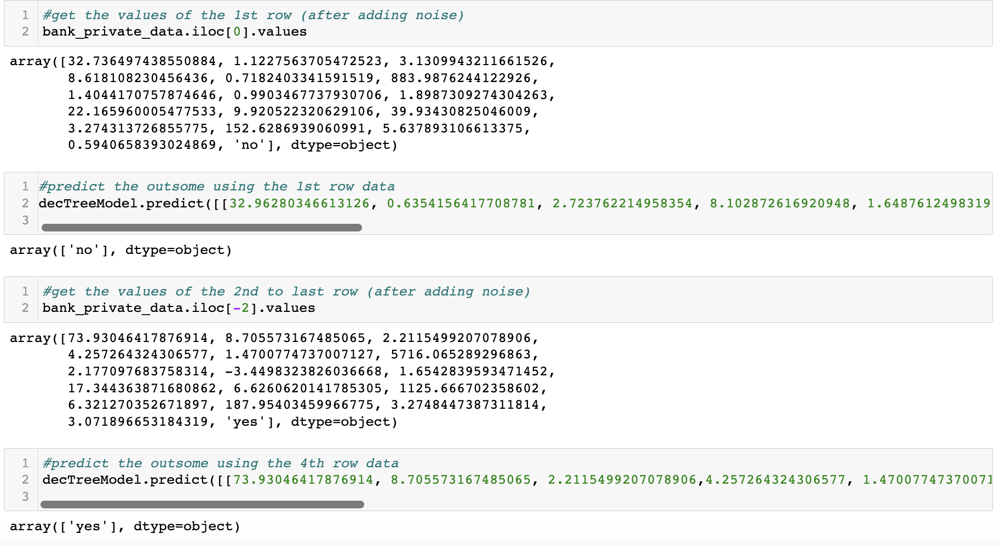 1 #get the values of the 1st row (after adding noise)
2 bank_private_data.iloc[0].values
array([32.736497438550884, 1.1227563705472523, 3.1309943211661526,
8.618108230456436, 0.7182403341591519, 883.9876244122926,
1.4044170757874646, 0.9903467737930706, 1.8987309274304263,
22.165960005477533, 9.920522320629106, 39.93430825046009,
3.274313726855775, 152.6286939060991, 5.637893106613375,
0.5940658393024869, 'no'], dtype=object)
1 #predict the outsome using the 1st row data
2 decTreeModel.predict([[32.96280346613126, 0.6354156417708781, 2.723762214958354, 8.102872616920948, 1.6487612498319
3
array(['no'], dtype=object)
1 #get the values of the 2nd to last row (after adding noise)
2 bank_private_data.iloc[-2].values
array([73.93046417876914, 8.705573167485065, 2.2115499207078906,
4.257264324306577, 1.4700774737007127, 5716.065289296863,
2.177097683758314, -3.4498323826036668, 1.6542839593471452,
17.344363871680862, 6.6260620141785305, 1125.666702358602,
6.321270352671897, 187.95403459966775, 3.2748447387311814,
3.071896653184319, 'yes'], dtype=object)
1 #predict the outsome using the 4th row data
2 decTreeModel.predict([[73.93046417876914, 8.705573167485065, 2.2115499207078906,4.257264324306577, 1.47007747370071
3
array(['yes'], dtype=object)